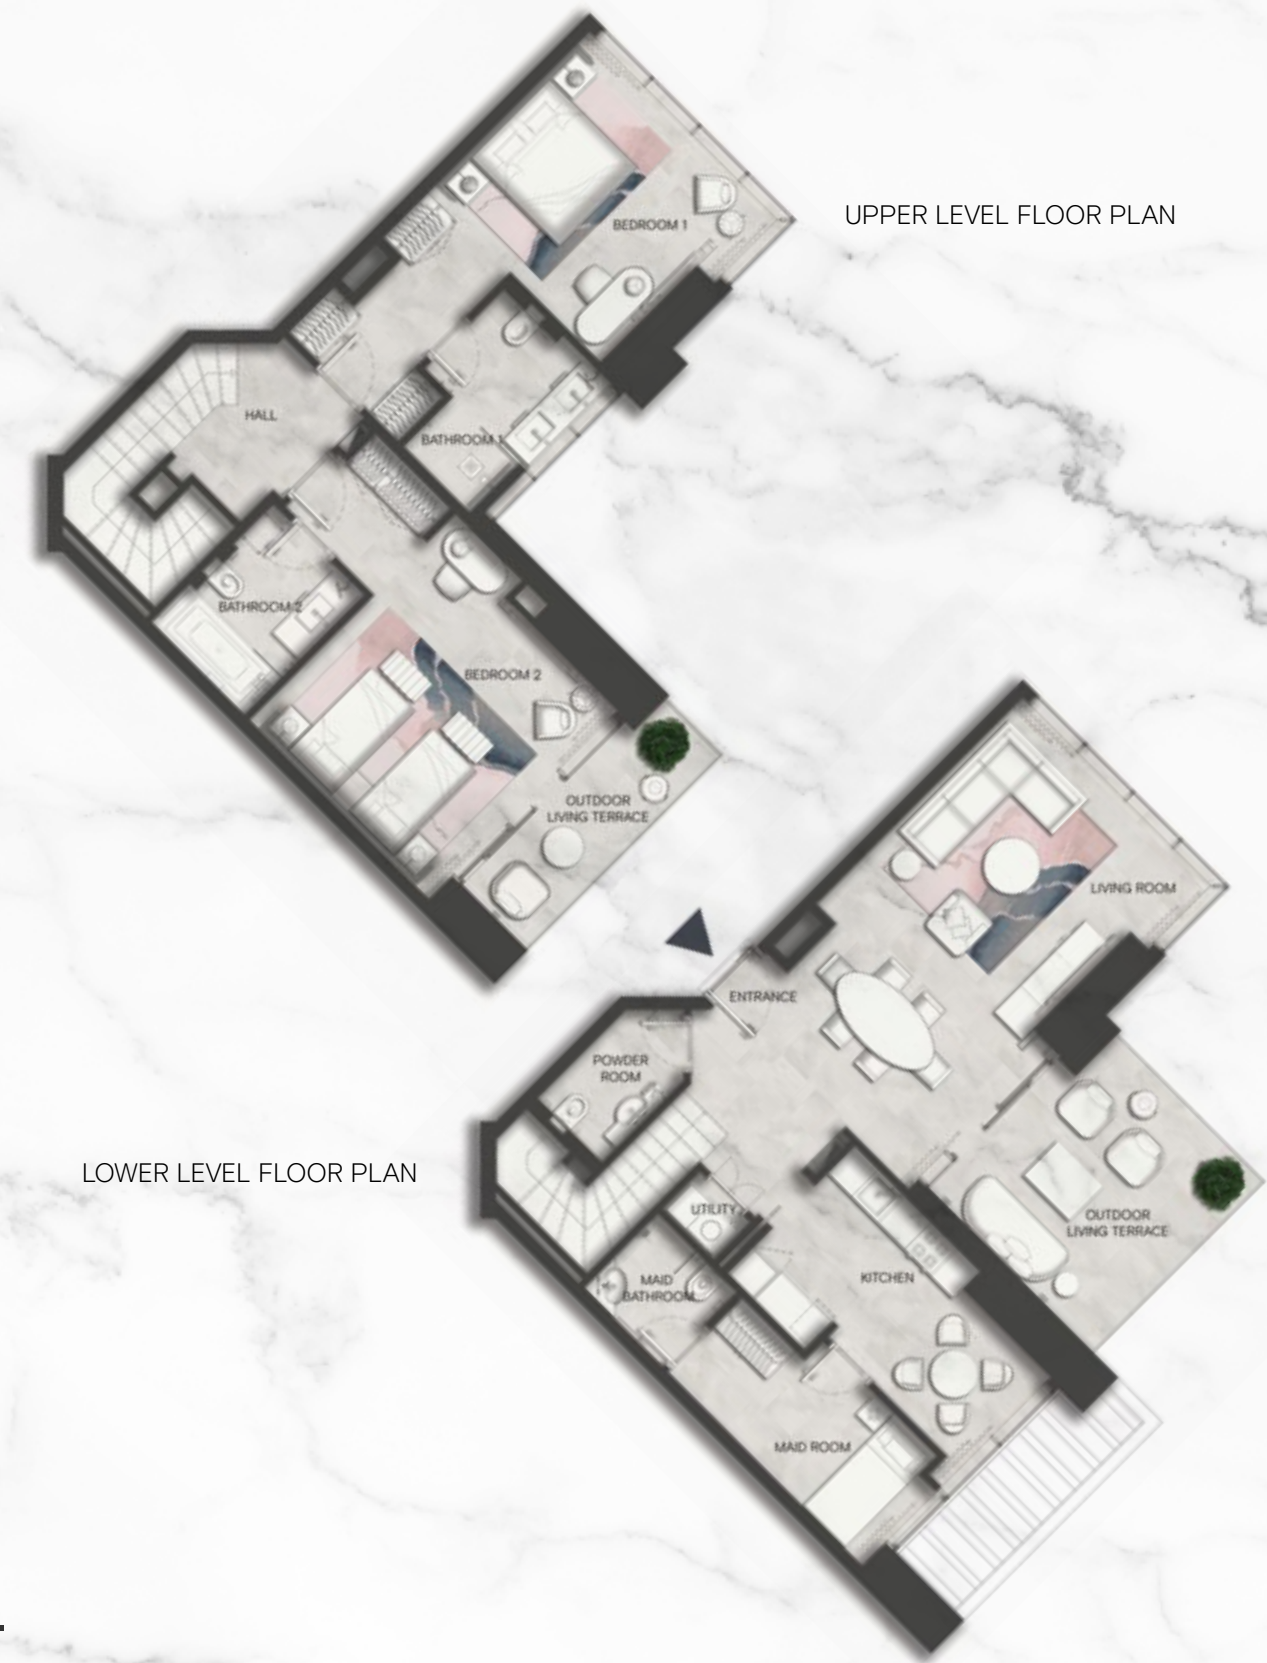 UPPER LEVEL FLOOR PLAN
BEDROOM 1
HALL
BATHROOM 1
BATHROOM 2
BEDROOM 2
OUTDOOR
LIVING TERRACE
LOWER LEVEL FLOOR PLAN
LIVING ROOM
ENTRANCE
POWDER
ROOM
UTILITY
OUTDOOR
LIVING TERRACE
MAID
BATHROOM
KITCHEN
MAID ROOM